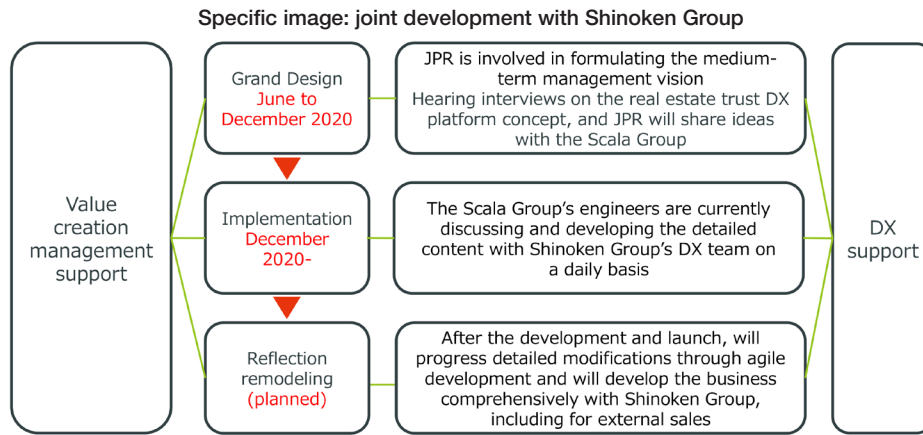 Specific image: joint development with Shinoken Group
Value
creation
management
support
Grand Design
June to
December 2020
JPR is involved in formulating the medium-
term management vision
Hearing interviews on the real estate trust DX
platform concept, and JPR will share ideas
with the Scala Group
Implementation
December
2020-
The Scala Group's engineers are currently
discussing and developing the detailed
content with Shinoken Group's DX team on
a daily basis
Reflection
remodeling
(planned)
After the development and launch, will
progress detailed modifications through agile
development and will develop the business
comprehensively with Shinoken Group,
including for external sales
DX
support